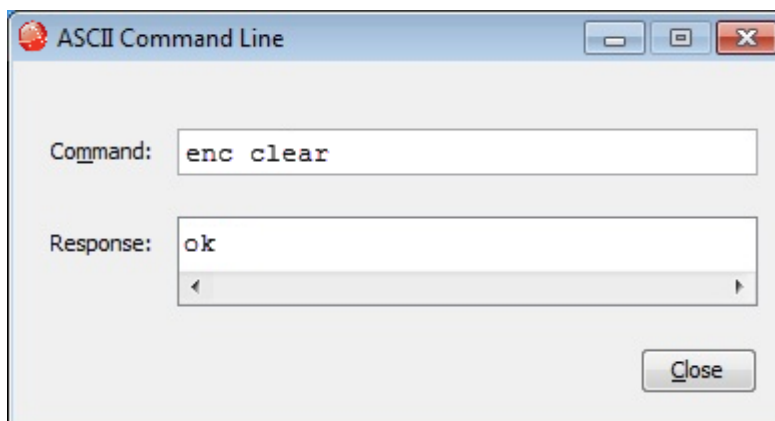 ASCII Command Line
Command: enc clear
Response: ok
Close